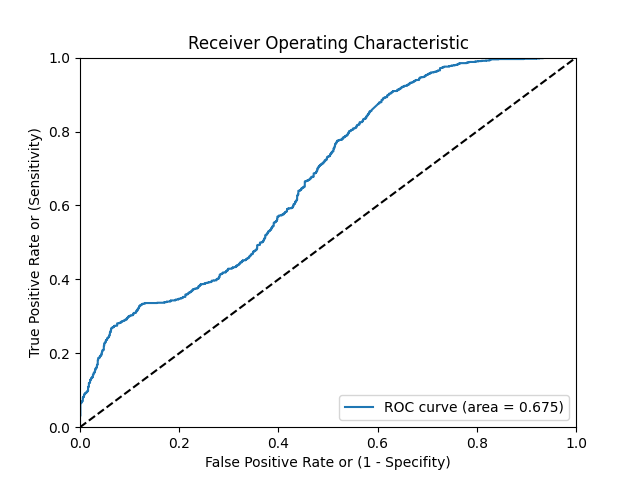 Receiver Operating Characteristic
True Positive Rate or (Sensitivity)
1.0
0.8
0.6
0.4
0.2
0.0
ROC curve (area = 0.675)
0.0 0.2 0.4 0.6 0.8 1.0
False Positive Rate or (1 - Specifity)